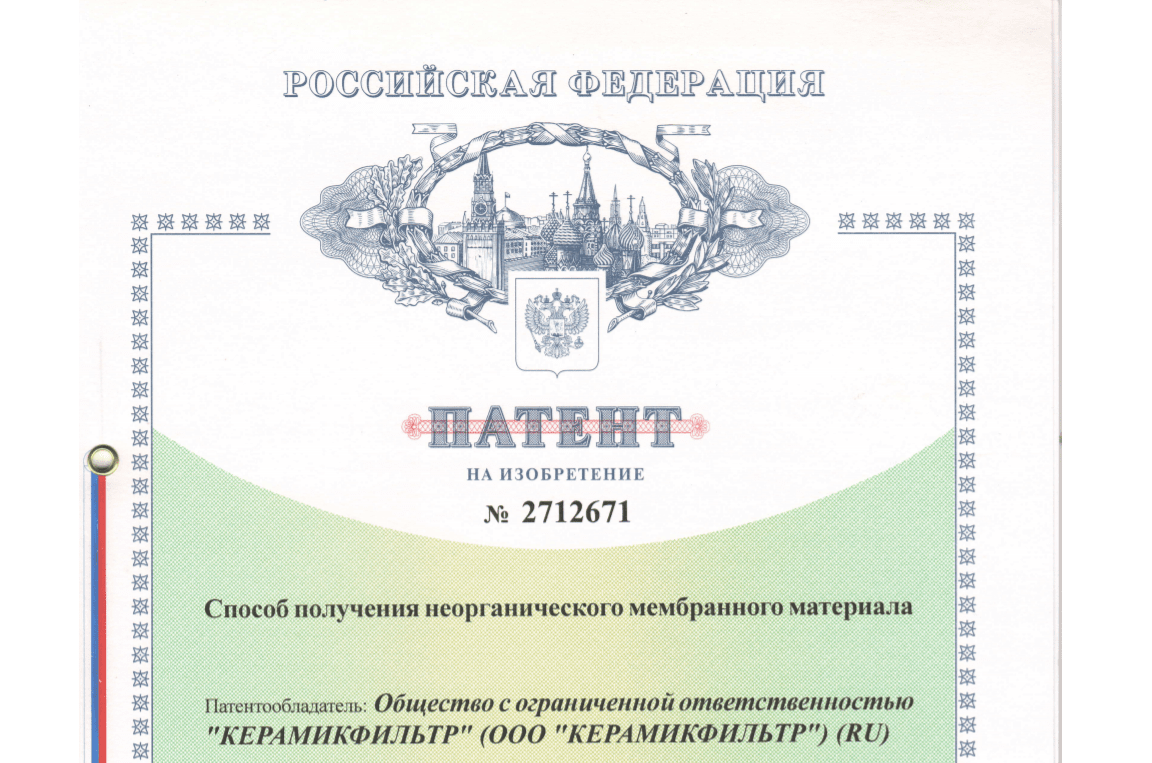 РОССИЙСКАЯ ФЕДЕРАЦИЯ
ПАТЕНТ
НА ИЗОБРЕТЕНИЕ
№ 2712671
Способ получения неорганического мембранного материала
Патентообладатель: Общество с ограниченной ответственностью
"КЕРАМИКФИЛЬТР" (ООО "КЕРАМИКФИЛЬТР") (RU)